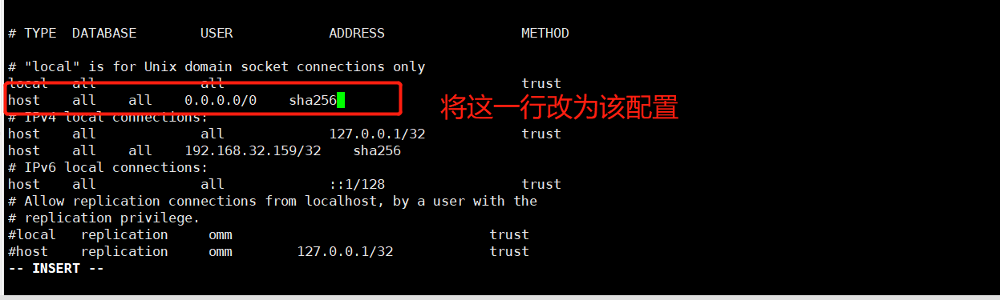 # TYPE  DATABASE        USER            ADDRESS                 METHOD
# "local" is for Unix domain socket connections only
local   all             all                                     trust
host    all    all    0.0.0.0/0    sha256
将这一行改为该配置
# IPv4 local connections:
host    all             all             127.0.0.1/32            trust
host    all    all    192.168.32.159/32    sha256
# IPv6 local connections:
host    all             all             ::1/128                 trust
# Allow replication connections from localhost, by a user with the
# replication privilege.
#local   replication     omm                                trust
#host    replication     omm        127.0.0.1/32            trust
-- INSERT --